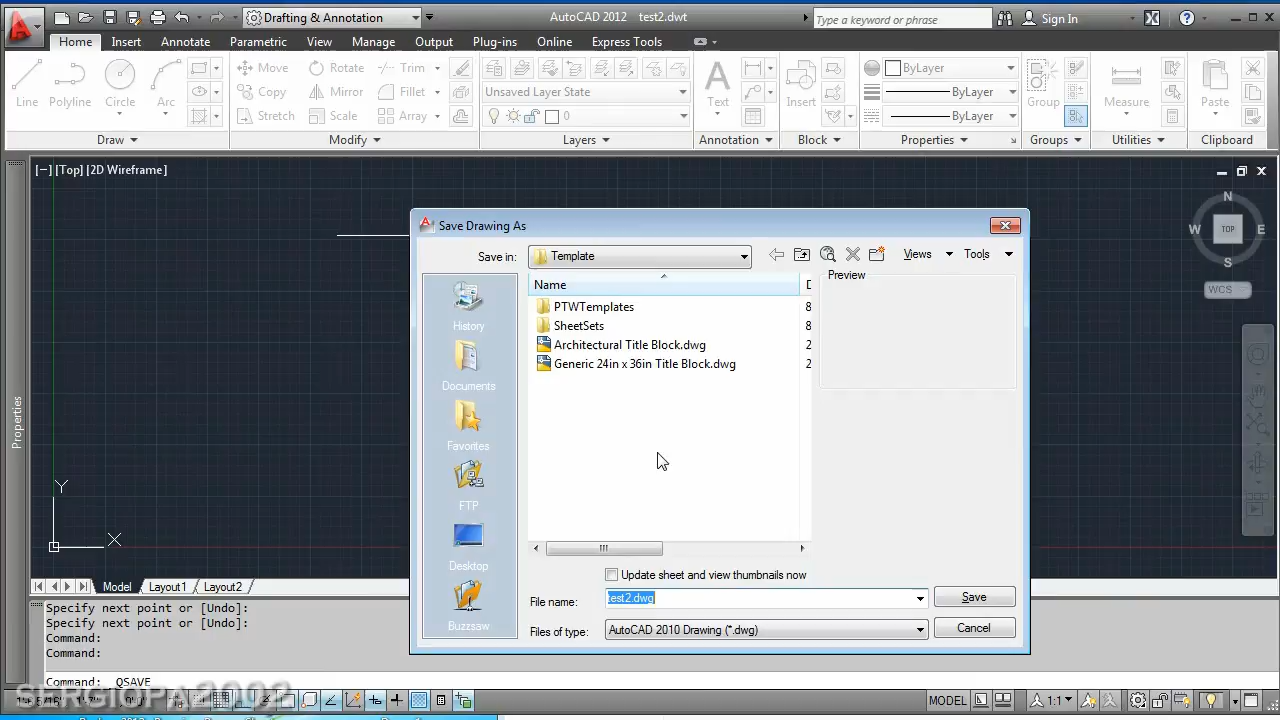 Drafting & Annotation
AutoCAD 2012 test2.dwt
Type a keyword or phrase
Sign In
Home Insert Annotate Parametric View Manage Output Plug-ins Online Express Tools
Line Polyline Circle Arc
Move Rotate Trim
Copy Mirror Fillet
Stretch Scale Array
Unsaved Layer State
0
Text Insert
ByLayer
ByLayer
ByLayer
Group Measure Paste
Draw Modify Layers Annotation Block Properties Groups Utilities Clipboard
[−] [Top] [2D Wireframe]
N
W TOP E
S
WCS
Properties
Y
X
Save Drawing As
Save in: Template
Views Tools
Name D
Preview
PTWTemplates 8
SheetSets 8
Architectural Title Block.dwg 2
Generic 24in x 36in Title Block.dwg 2
History
Documents
Favorites
FTP
Desktop
Buzzsaw
Update sheet and view thumbnails now
File name: test2.dwg
Save
Files of type: AutoCAD 2010 Drawing (*.dwg)
Cancel
Model Layout1 Layout2
Specify next point or [Undo]:
Specify next point or [Undo]:
Command:
Command:
Command: _QSAVE
SERGIOPA2002
MODEL 1:1